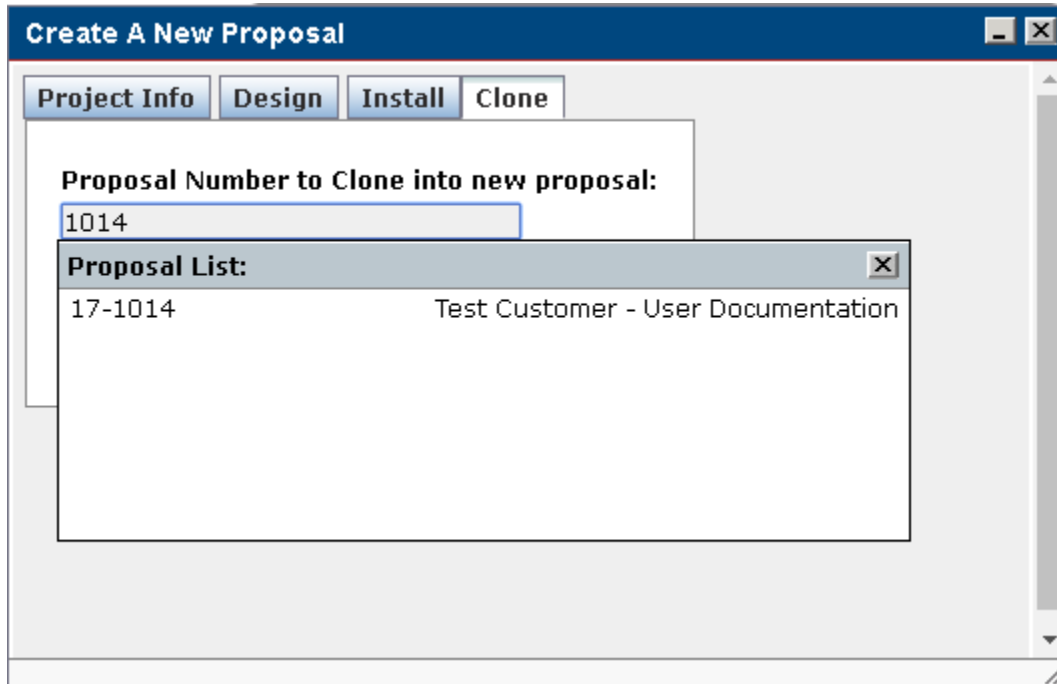 Create A New Proposal
Project Info Design Install Clone
Proposal Number to Clone into new proposal:
1014
Proposal List:
17-1014 Test Customer - User Documentation